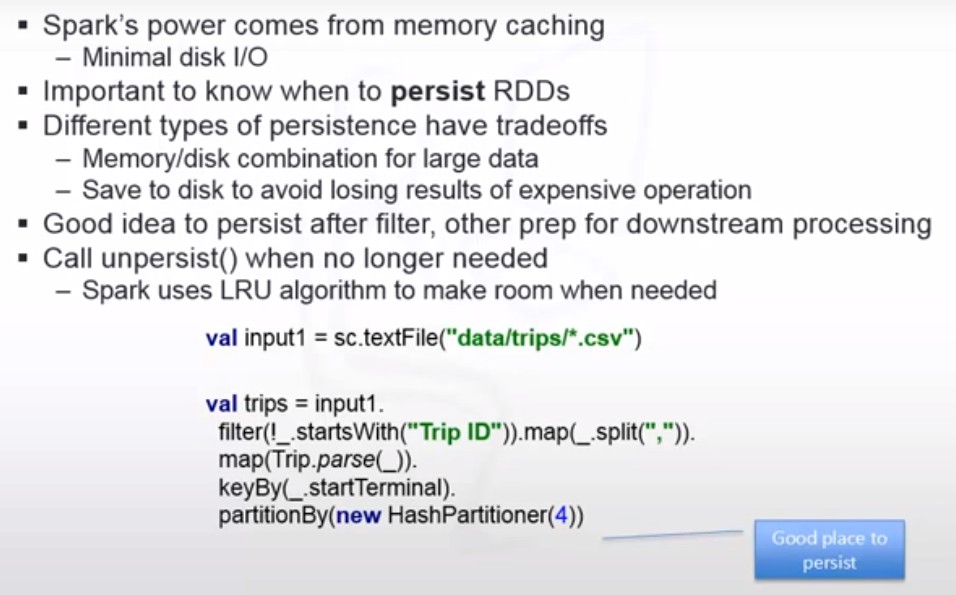 ▪ Spark's power comes from memory caching
– Minimal disk I/O
▪ Important to know when to persist RDDs
▪ Different types of persistence have tradeoffs
– Memory/disk combination for large data
– Save to disk to avoid losing results of expensive operation
▪ Good idea to persist after filter, other prep for downstream processing
▪ Call unpersist() when no longer needed
– Spark uses LRU algorithm to make room when needed
val input1 = sc.textFile("data/trips/*.csv")
val trips = input1.
filter(!_.startsWith("Trip ID")).map(_.split(",")).
map(Trip.parse(_)).
keyBy(_.startTerminal).
partitionBy(new HashPartitioner(4))
Good place to
persist